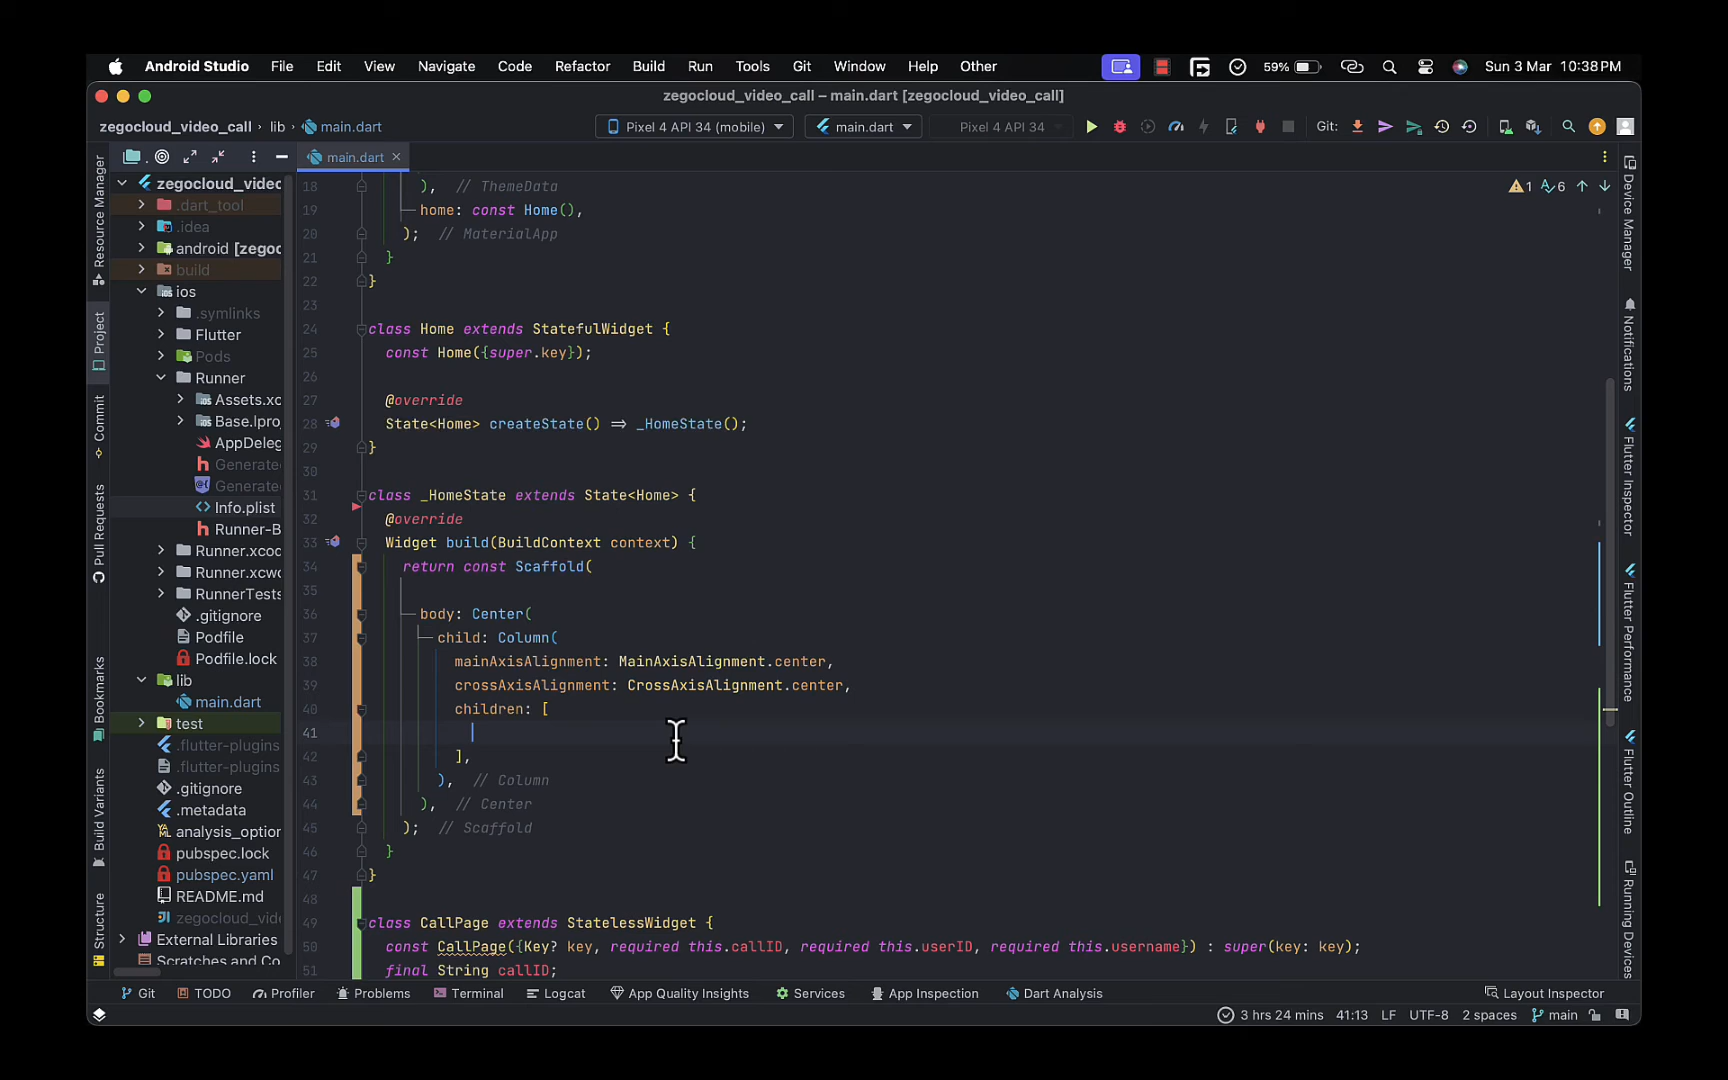 Android Studio File Edit View Navigate Code Refactor Build Run Tools Git Window Help Other 59% Sun 3 Mar 10:38 PM
zegocloud_video_call – main.dart [zegocloud_video_call]
zegocloud_video_call › lib › main.dart Pixel 4 API 34 (mobile) main.dart Pixel 4 API 34 Git:
main.dart
Resource Manager
Project
Commit
Pull Requests
Bookmarks
Build Variants
Structure
zegocloud_video
.dart_tool
.idea
android [zegoc
build
ios
.symlinks
Flutter
Pods
Runner
Assets.xc
Base.lproj
AppDeleg
Generate
Generate
Info.plist
Runner-B
Runner.xcoc
Runner.xcwc
RunnerTests
.gitignore
Podfile
Podfile.lock
lib
main.dart
test
.flutter-plugins
.flutter-plugins
.gitignore
.metadata
analysis_option
pubspec.lock
pubspec.yaml
README.md
zegocloud_vide
External Libraries
Scratches and Co
1 6
18 ), // ThemeData
19 home: const Home(),
20 ); // MaterialApp
21 }
22 }
23
24 class Home extends StatefulWidget {
25 const Home({super.key});
26
27 @override
28 State<Home> createState() => _HomeState();
29 }
30
31 class _HomeState extends State<Home> {
32 @override
33 Widget build(BuildContext context) {
34 return const Scaffold(
35
36 body: Center(
37 child: Column(
38 mainAxisAlignment: MainAxisAlignment.center,
39 crossAxisAlignment: CrossAxisAlignment.center,
40 children: [
41
42 ],
43 ), // Column
44 ), // Center
45 ); // Scaffold
46 }
47 }
48
49 class CallPage extends StatelessWidget {
50 const CallPage({Key? key, required this.callID, required this.userID, required this.username}) : super(key: key);
51 final String callID;
Device Manager
Notifications
Flutter Inspector
Flutter Performance
Flutter Outline
Running Devices
Git TODO Profiler Problems Terminal Logcat App Quality Insights Services App Inspection Dart Analysis Layout Inspector
3 hrs 24 mins 41:13 LF UTF-8 2 spaces main